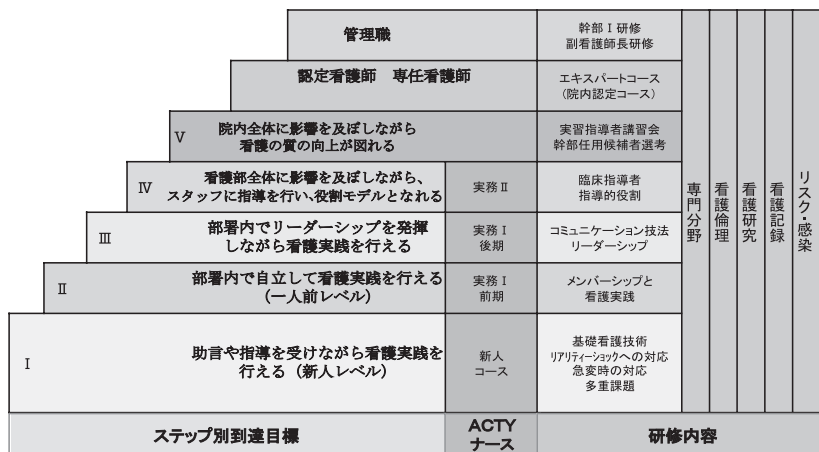 管理職
幹部Ⅰ研修
副看護師長研修
認定看護師　専任看護師
エキスパートコース
（院内認定コース）
Ⅴ
院内全体に影響を及ぼしながら
看護の質の向上が図れる
実習指導者講習会
幹部任用候補者選考
Ⅳ
看護部全体に影響を及ぼしながら、
スタッフに指導を行い、役割モデルとなれる
実務Ⅱ
臨床指導者
指導的役割
Ⅲ
部署内でリーダーシップを発揮
しながら看護実践を行える
実務Ⅰ
後期
コミュニケーション技法
リーダーシップ
Ⅱ
部署内で自立して看護実践を行える
（一人前レベル）
実務Ⅰ
前期
メンバーシップと
看護実践
Ⅰ
助言や指導を受けながら看護実践を
行える（新人レベル）
新人
コース
基礎看護技術
リアリティーショックへの対応
急変時の対応
多重課題
専門分野
看護倫理
看護研究
看護記録
リスク・感染
ステップ別到達目標
ACTY
ナース
研修内容